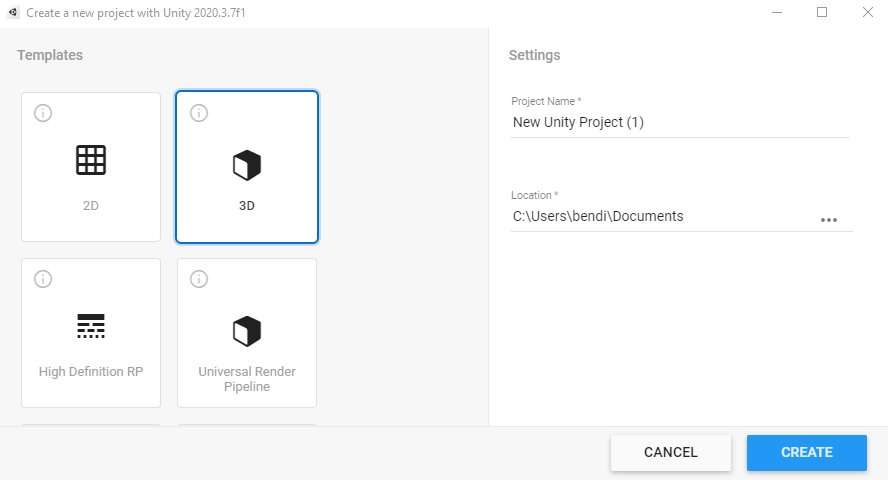 Create a new project with Unity 2020.3.7f1
Templates
2D
3D
High Definition RP
Universal Render
Pipeline
Settings
Project Name *
New Unity Project (1)
Location *
C:\Users\bendi\Documents
CANCEL
CREATE